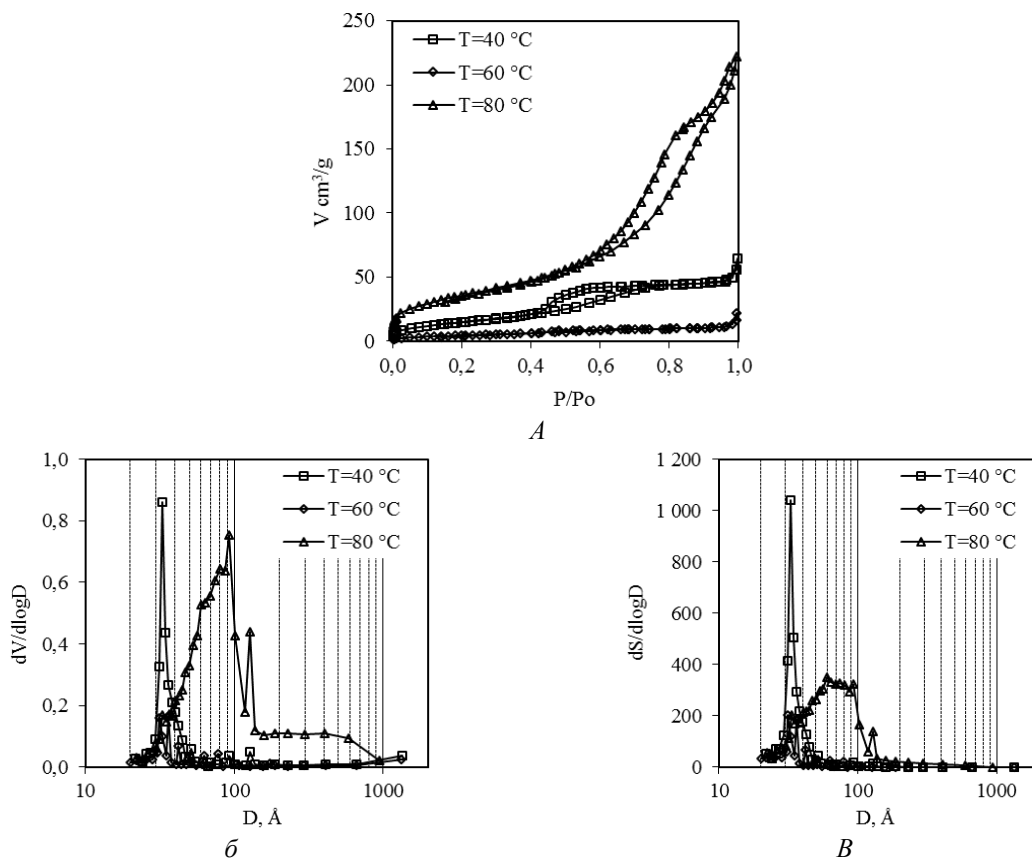 250
200
150
100
50
0
V cm³/g
T=40 °C
T=60 °C
T=80 °C
0,0 0,2 0,4 0,6 0,8 1,0
P/Po
А
1,0
0,8
0,6
0,4
0,2
0,0
dV/dlogD
T=40 °C
T=60 °C
T=80 °C
10 100 1000
D, Å
б
1 200
1 000
800
600
400
200
0
dS/dlogD
T=40 °C
T=60 °C
T=80 °C
10 100 1000
D, Å
В